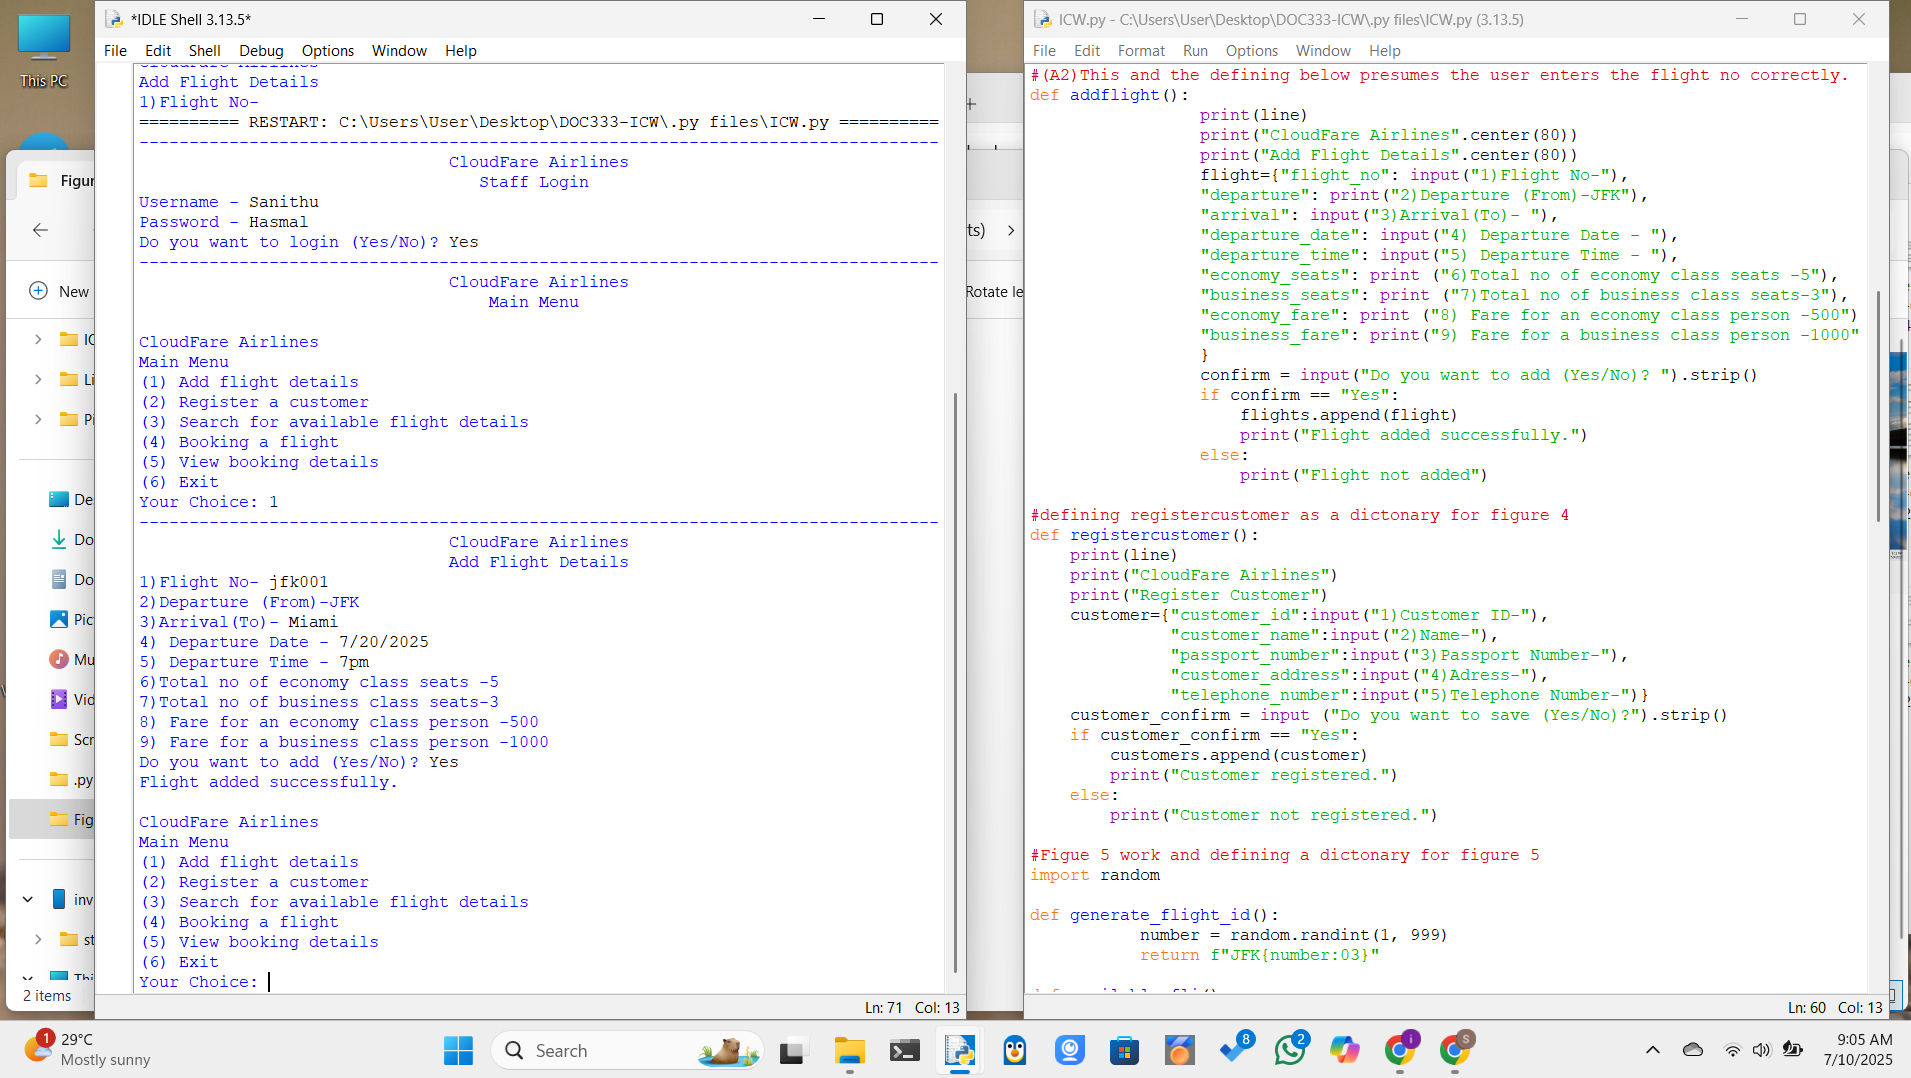 This PC
Figur
New
IC
Li
Pi
De
Do
Do
Pic
Mu
Vid
Scr
.py
Fig
inv
st
Thi
2 items
*IDLE Shell 3.13.5*
File Edit Shell Debug Options Window Help
CloudFare Airlines
Add Flight Details
1)Flight No-
========== RESTART: C:\Users\User\Desktop\DOC333-ICW\.py files\ICW.py ==========
--------------------------------------------------------------------------------
CloudFare Airlines
Staff Login
Username - Sanithu
Password - Hasmal
Do you want to login (Yes/No)? Yes
--------------------------------------------------------------------------------
CloudFare Airlines
Main Menu
CloudFare Airlines
Main Menu
(1) Add flight details
(2) Register a customer
(3) Search for available flight details
(4) Booking a flight
(5) View booking details
(6) Exit
Your Choice: 1
--------------------------------------------------------------------------------
CloudFare Airlines
Add Flight Details
1)Flight No- jfk001
2)Departure (From)-JFK
3)Arrival(To)- Miami
4) Departure Date - 7/20/2025
5) Departure Time - 7pm
6)Total no of economy class seats -5
7)Total no of business class seats-3
8) Fare for an economy class person -500
9) Fare for a business class person -1000
Do you want to add (Yes/No)? Yes
Flight added successfully.
CloudFare Airlines
Main Menu
(1) Add flight details
(2) Register a customer
(3) Search for available flight details
(4) Booking a flight
(5) View booking details
(6) Exit
Your Choice:
Ln: 71 Col: 13
ts)
Rotate le
ICW.py - C:\Users\User\Desktop\DOC333-ICW\.py files\ICW.py (3.13.5)
File Edit Format Run Options Window Help
#(A2)This and the defining below presumes the user enters the flight no correctly.
def addflight():
print(line)
print("CloudFare Airlines".center(80))
print("Add Flight Details".center(80))
flight={"flight_no": input("1)Flight No-"),
"departure": print("2)Departure (From)-JFK"),
"arrival": input("3)Arrival(To)- "),
"departure_date": input("4) Departure Date - "),
"departure_time": input("5) Departure Time - "),
"economy_seats": print ("6)Total no of economy class seats -5"),
"business_seats": print ("7)Total no of business class seats-3"),
"economy_fare": print ("8) Fare for an economy class person -500")
"business_fare": print("9) Fare for a business class person -1000"
}
confirm = input("Do you want to add (Yes/No)? ").strip()
if confirm == "Yes":
flights.append(flight)
print("Flight added successfully.")
else:
print("Flight not added")
#defining registercustomer as a dictonary for figure 4
def registercustomer():
print(line)
print("CloudFare Airlines")
print("Register Customer")
customer={"customer_id":input("1)Customer ID-"),
"customer_name":input("2)Name-"),
"passport_number":input("3)Passport Number-"),
"customer_address":input("4)Adress-"),
"telephone_number":input("5)Telephone Number-")}
customer_confirm = input ("Do you want to save (Yes/No)?").strip()
if customer_confirm == "Yes":
customers.append(customer)
print("Customer registered.")
else:
print("Customer not registered.")
#Figue 5 work and defining a dictonary for figure 5
import random
def generate_flight_id():
number = random.randint(1, 999)
return f"JFK{number:03}"
Ln: 60 Col: 13
1
29°C
Mostly sunny
Search
8
2
i
S
9:05 AM
7/10/2025